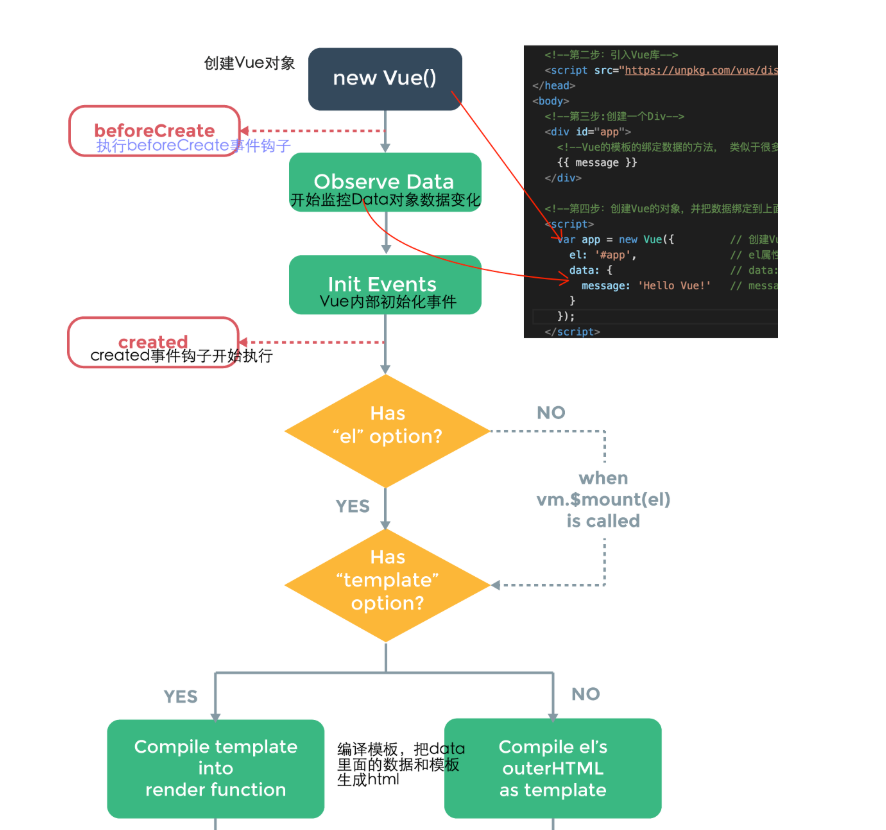 创建Vue对象
new Vue()
beforeCreate
执行beforeCreate事件钩子
Observe Data
开始监控Data对象数据变化
Init Events
Vue内部初始化事件
created
created事件钩子开始执行
<!--第二步：引入Vue库-->
<script src="https://unpkg.com/vue/dis
</head>
<body>
<!--第三步:创建一个Div-->
<div id="app">
<!--Vue的模板的绑定数据的方法， 类似于很多
{{ message }}
</div>
<!--第四步：创建Vue的对象，并把数据绑定到上面
<script>
var app = new Vue({ // 创建Vu
el: '#app', // el属性
data: { // data:
message: 'Hello Vue!' // messa
}
});
</script>
Has
“el” option?
NO
when
vm.$mount(el)
is called
YES
Has
“template”
option?
YES
NO
Compile template
into
render function
编译模板，把data
里面的数据和模板
生成html
Compile el’s
outerHTML
as template